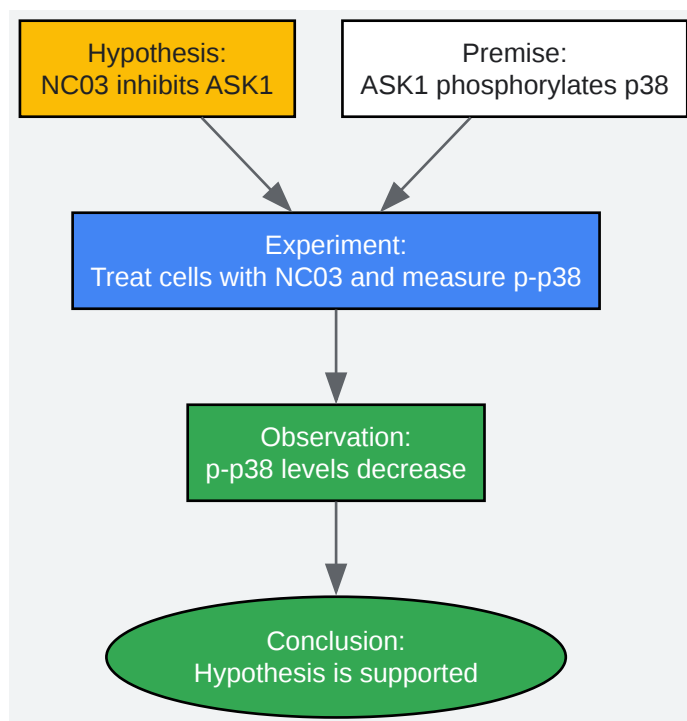 Hypothesis:
NC03 inhibits ASK1
Premise:
ASK1 phosphorylates p38
Experiment:
Treat cells with NC03 and measure p-p38
Observation:
p-p38 levels decrease
Conclusion:
Hypothesis is supported